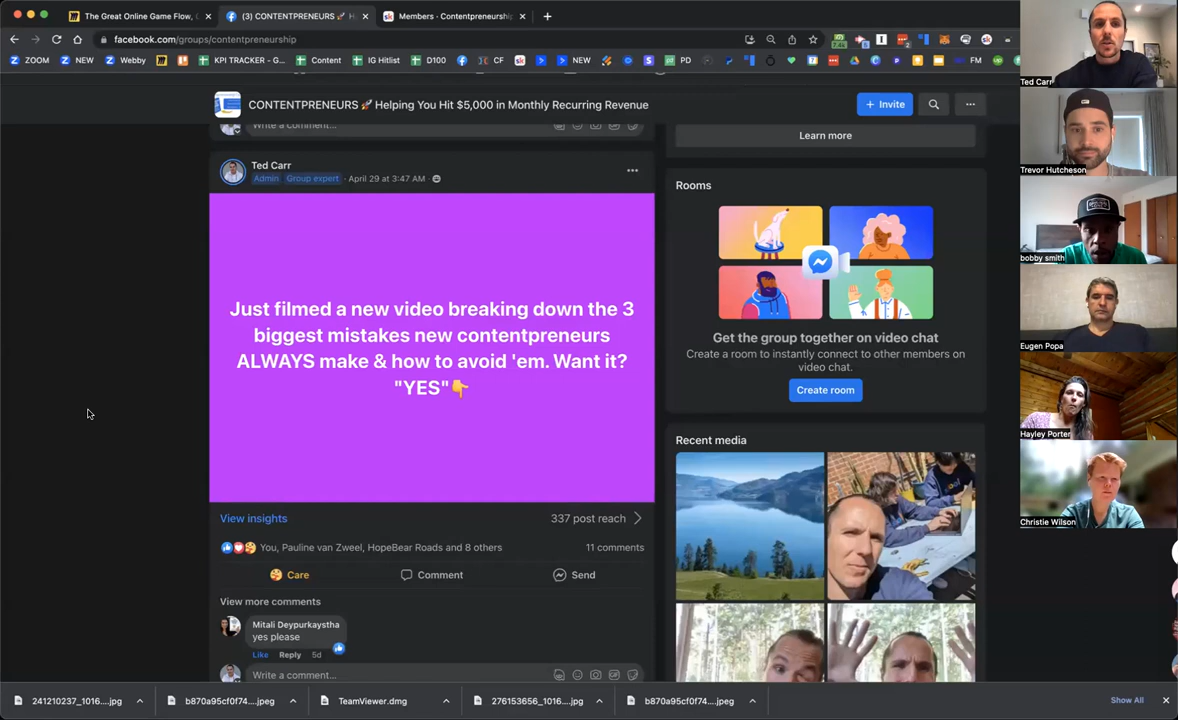 The Great Online Game Flow, (
(3) CONTENTPRENEURS 🚀 H
Members · Contentpreneurship
facebook.com/groups/contentpreneurship
ZOOM
NEW
Webby
KPI TRACKER - G...
Content
IG Hitlist
D100
CF
NEW
PD
FM
CONTENTPRENEURS 🚀 Helping You Hit $5,000 in Monthly Recurring Revenue
+ Invite
Write a comment...
Learn more
Ted Carr
Admin Group expert · April 29 at 3:47 AM ·
Just filmed a new video breaking down the 3
biggest mistakes new contentpreneurs
ALWAYS make & how to avoid 'em. Want it?
"YES"👇
View insights
337 post reach
You, Pauline van Zweel, HopeBear Roads and 8 others
11 comments
Care
Comment
Send
View more comments
Mitali Deypurkaystha
yes please
Like Reply 5d
Write a comment...
Rooms
Get the group together on video chat
Create a room to instantly connect to other members on
video chat.
Create room
Recent media
Ted Carr
Trevor Hutcheson
bobby smith
Eugen Popa
Hayley Porter
Christie Wilson
241210237_1016....jpg
b870a95cf0f74....jpeg
TeamViewer.dmg
276153656_1016....jpg
b870a95cf0f74....jpeg
Show All